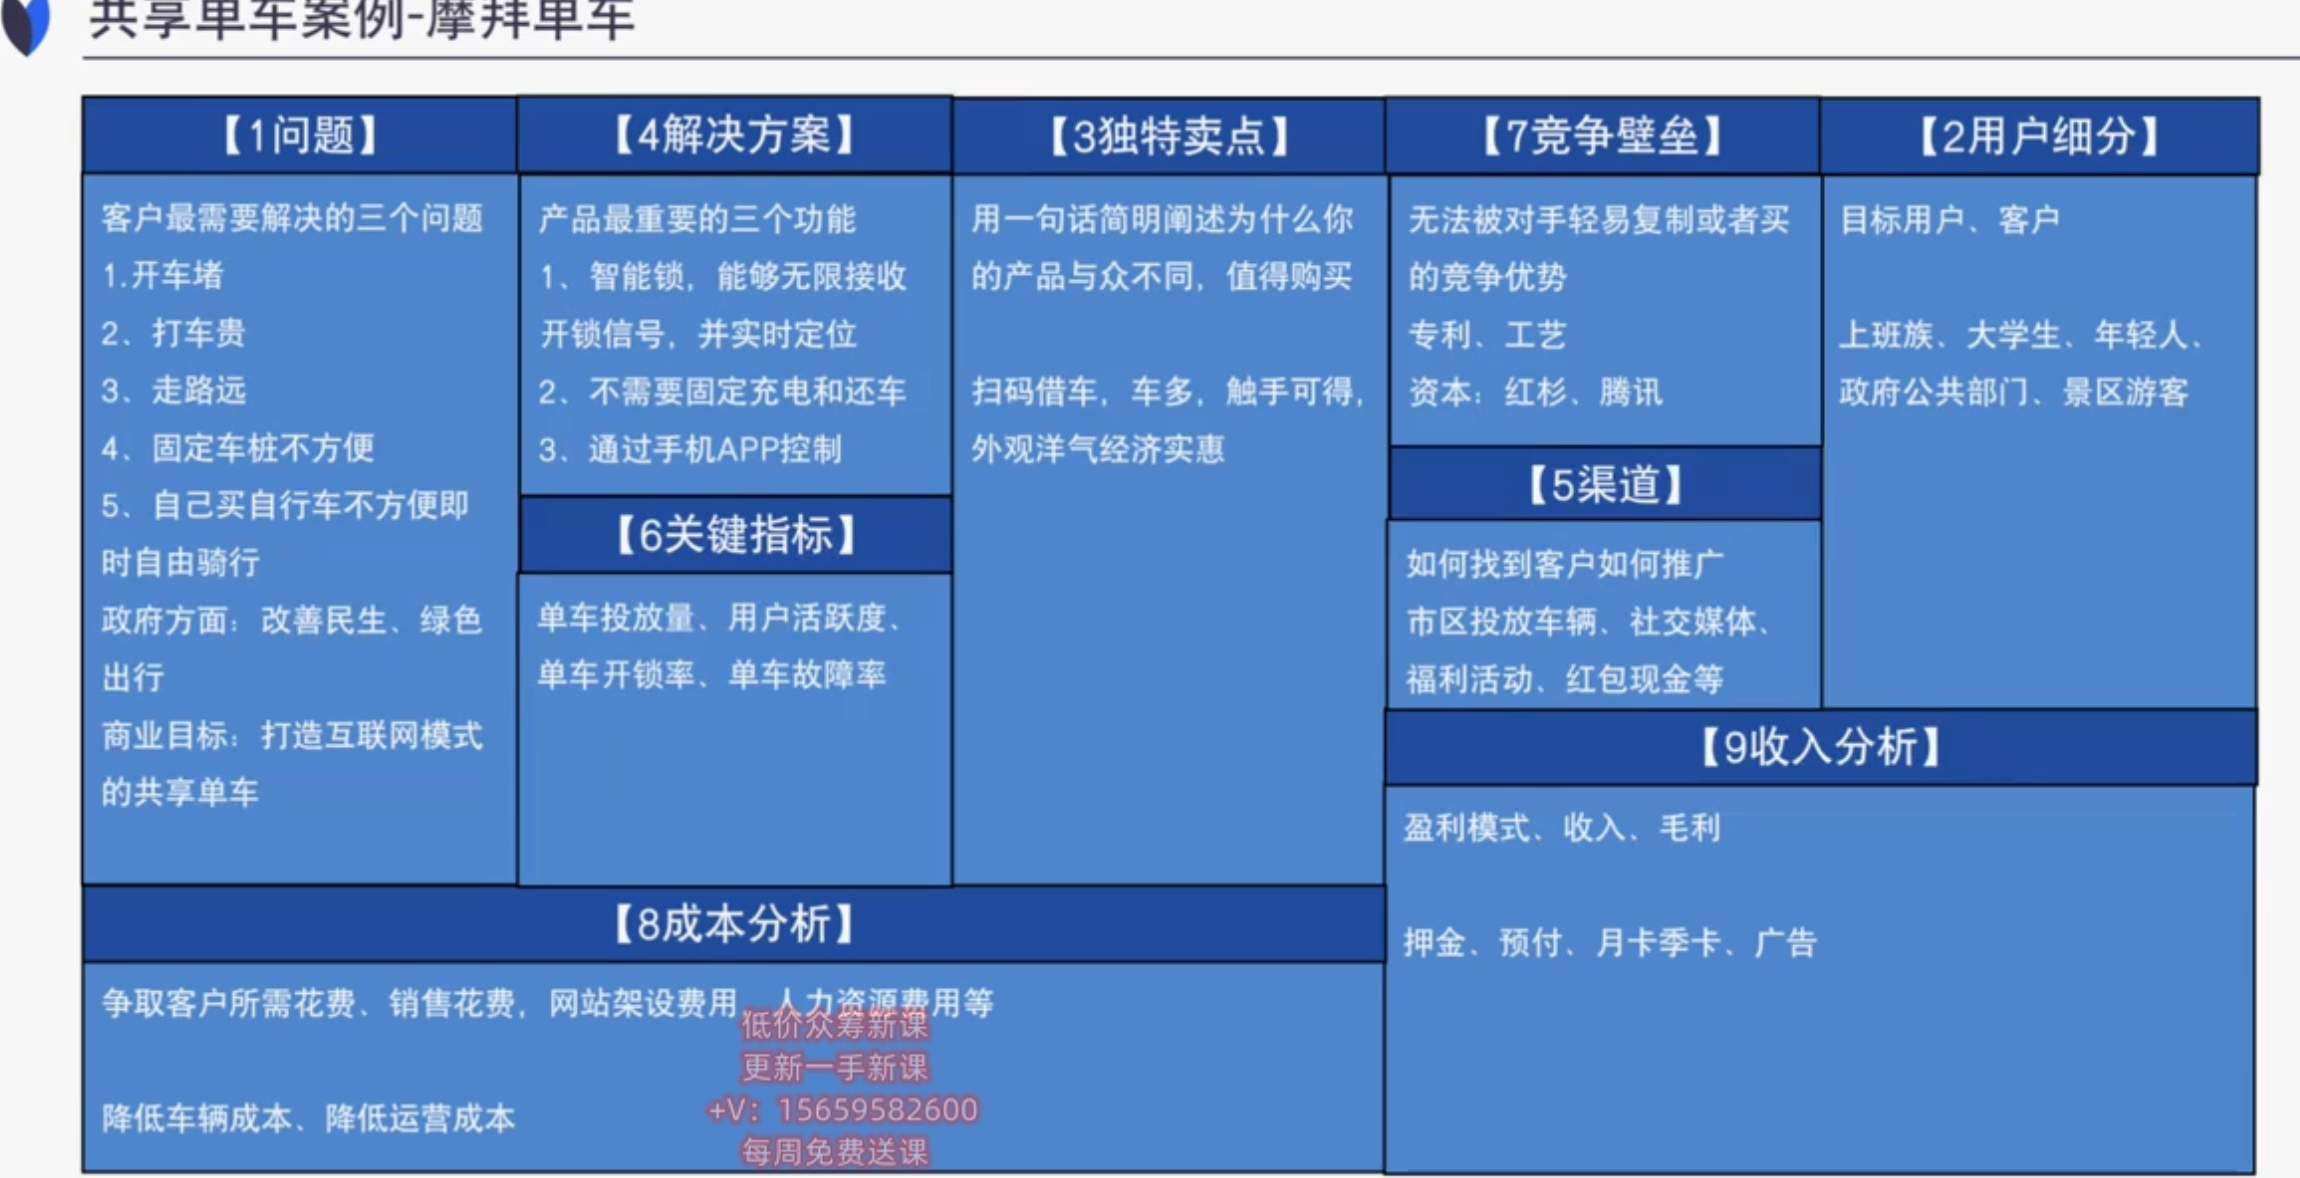 共享单车案例-摩拜单车
【1问题】
客户最需要解决的三个问题
1.开车堵
2、打车贵
3、走路远
4、固定车桩不方便
5、自己买自行车不方便即
时自由骑行
政府方面：改善民生、绿色
出行
商业目标：打造互联网模式
的共享单车
【4解决方案】
产品最重要的三个功能
1、智能锁，能够无限接收
开锁信号，并实时定位
2、不需要固定充电和还车
3、通过手机APP控制
【6关键指标】
单车投放量、用户活跃度、
单车开锁率、单车故障率
【3独特卖点】
用一句话简明阐述为什么你
的产品与众不同，值得购买
扫码借车，车多，触手可得，
外观洋气经济实惠
【7竞争壁垒】
无法被对手轻易复制或者买
的竞争优势
专利、工艺
资本：红杉、腾讯
【5渠道】
如何找到客户如何推广
市区投放车辆、社交媒体、
福利活动、红包现金等
【2用户细分】
目标用户、客户
上班族、大学生、年轻人、
政府公共部门、景区游客
【8成本分析】
争取客户所需花费、销售花费，网站架设费用、人力资源费用等
降低车辆成本、降低运营成本
【9收入分析】
盈利模式、收入、毛利
押金、预付、月卡季卡、广告
低价众筹新课
更新一手新课
+V：15659582600
每周免费送课